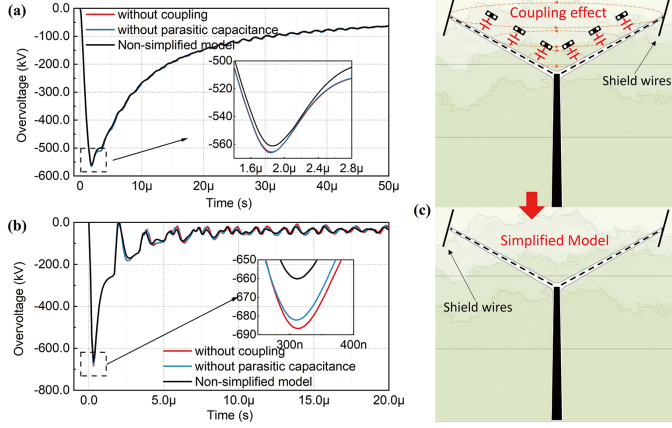 (a)
0.0
-100.0
-200.0
-300.0
-400.0
-500.0
-600.0
Overvoltage (kV)
without coupling
without parasitic capacitance
Non-simplified model
-500
-520
-540
-560
1.6μ 2.0μ 2.4μ 2.8μ
0 10μ 20μ 30μ 40μ 50μ
Time (s)
(b)
0.0
-200.0
-400.0
-600.0
-800.0
Overvoltage (kV)
-650
-660
-670
-680
-690
300n 400n
without coupling
without parasitic capacitance
Non-simplified model
0.0 5.0μ 10.0μ 15.0μ 20.0μ
Time (s)
Coupling effect
Shield wires
(c)
Simplified Model
Shield wires